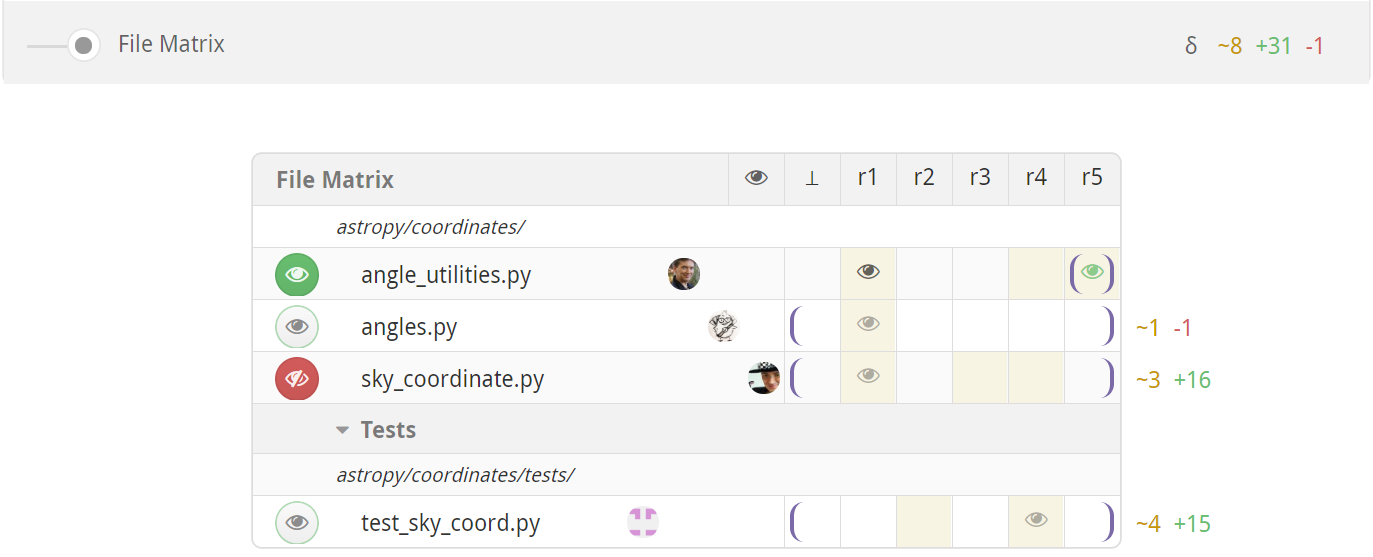 File Matrix δ ~8 +31 -1
File Matrix ⊥ r1 r2 r3 r4 r5
astropy/coordinates/
angle_utilities.py
angles.py ~1 -1
sky_coordinate.py ~3 +16
Tests
astropy/coordinates/tests/
test_sky_coord.py ~4 +15